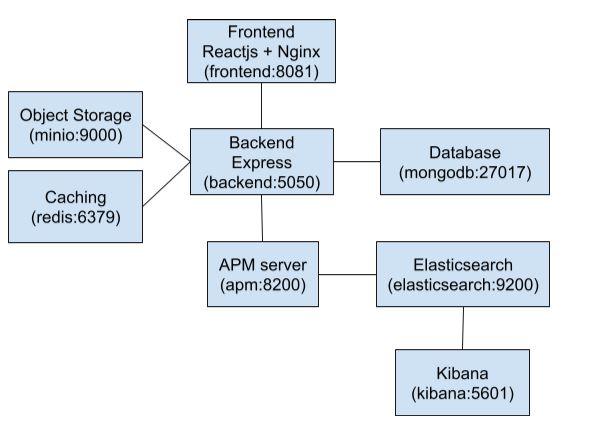 Frontend
Reactjs + Nginx
(frontend:8081)
Object Storage
(minio:9000)
Backend
Express
(backend:5050)
Database
(mongodb:27017)
Caching
(redis:6379)
APM server
(apm:8200)
Elasticsearch
(elasticsearch:9200)
Kibana
(kibana:5601)